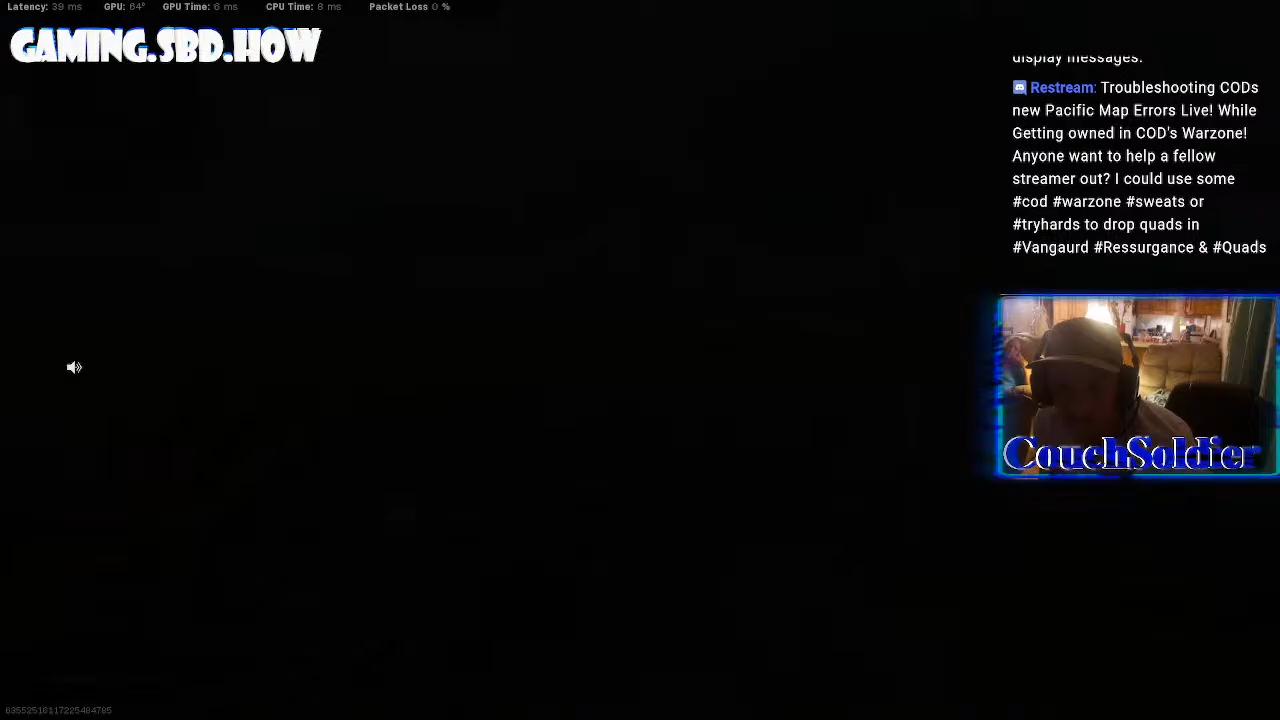 Latency: 39 ms GPU: 64° GPU Time: 6 ms CPU Time: 8 ms Packet Loss 0 %
GAMING.SBD.HOW
display messages.
Restream: Troubleshooting CODs
new Pacific Map Errors Live! While
Getting owned in COD's Warzone!
Anyone want to help a fellow
streamer out? I could use some
#cod #warzone #sweats or
#tryhards to drop quads in
#Vangaurd #Ressurgance & #Quads
CouchSoldier